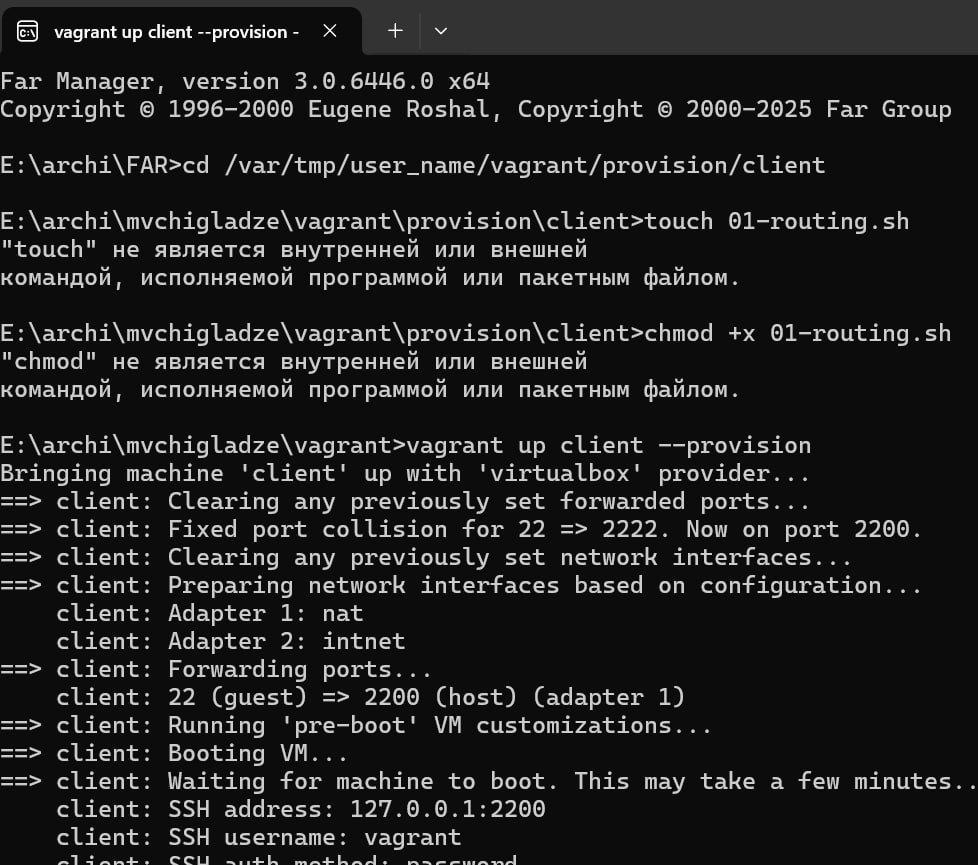 vagrant up client --provision -
Far Manager, version 3.0.6446.0 x64
Copyright © 1996-2000 Eugene Roshal, Copyright © 2000-2025 Far Group
E:\archi\FAR>cd /var/tmp/user_name/vagrant/provision/client
E:\archi\mvchigladze\vagrant\provision\client>touch 01-routing.sh
"touch" не является внутренней или внешней
командой, исполняемой программой или пакетным файлом.
E:\archi\mvchigladze\vagrant\provision\client>chmod +x 01-routing.sh
"chmod" не является внутренней или внешней
командой, исполняемой программой или пакетным файлом.
E:\archi\mvchigladze\vagrant>vagrant up client --provision
Bringing machine 'client' up with 'virtualbox' provider...
==> client: Clearing any previously set forwarded ports...
==> client: Fixed port collision for 22 => 2222. Now on port 2200.
==> client: Clearing any previously set network interfaces...
==> client: Preparing network interfaces based on configuration...
client: Adapter 1: nat
client: Adapter 2: intnet
==> client: Forwarding ports...
client: 22 (guest) => 2200 (host) (adapter 1)
==> client: Running 'pre-boot' VM customizations...
==> client: Booting VM...
==> client: Waiting for machine to boot. This may take a few minutes..
client: SSH address: 127.0.0.1:2200
client: SSH username: vagrant
client: SSH auth method: password